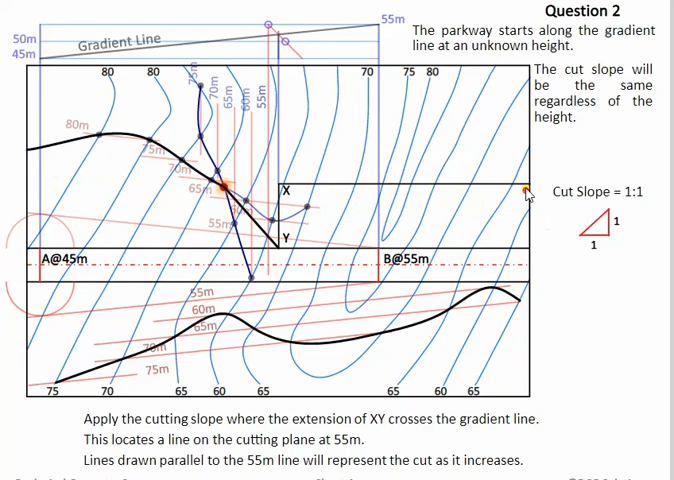 Question 2
The parkway starts along the gradient
line at an unknown height.
The cut slope will
be the same
regardless of the
height.
Cut Slope = 1:1
1
1
55m
50m
45m
Gradient Line
80
80
70
75
80
75m
70m
65m
60m
55m
80m
75m
70m
65m
55m
X
Y
A@45m
B@55m
55m
60m
65m
70m
75m
75
70
65
60
65
65
60
65
Apply the cutting slope where the extension of XY crosses the gradient line.
This locates a line on the cutting plane at 55m.
Lines drawn parallel to the 55m line will represent the cut as it increases.